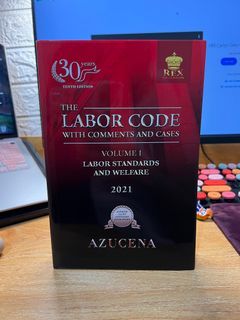 30 years
TENTH EDITION
REX
THE
LABOR CODE
WITH COMMENTS AND CASES
VOLUME I
LABOR STANDARDS
AND WELFARE
2021
AZUCENA